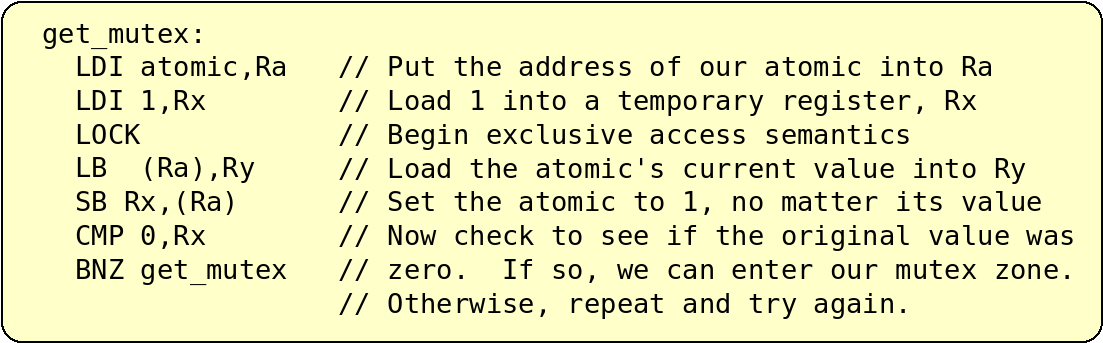 get_mutex:
  LDI atomic,Ra   // Put the address of our atomic into Ra
  LDI 1,Rx        // Load 1 into a temporary register, Rx
  LOCK            // Begin exclusive access semantics
  LB  (Ra),Ry     // Load the atomic's current value into Ry
  SB Rx,(Ra)      // Set the atomic to 1, no matter its value
  CMP 0,Rx        // Now check to see if the original value was
  BNZ get_mutex   // zero.  If so, we can enter our mutex zone.
                  // Otherwise, repeat and try again.